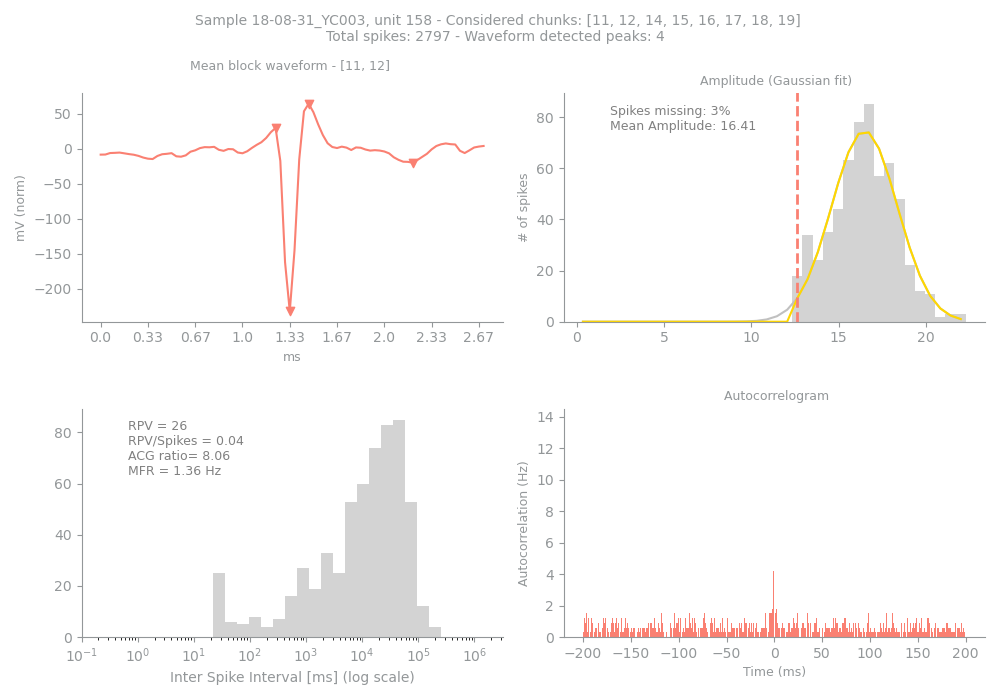 Sample 18-08-31_YC003, unit 158 - Considered chunks: [11, 12, 14, 15, 16, 17, 18, 19]
Total spikes: 2797 - Waveform detected peaks: 4
Mean block waveform - [11, 12]
mV (norm)
50
0
−50
−100
−150
−200
0.0 0.33 0.67 1.0 1.33 1.67 2.0 2.33 2.67
ms
Amplitude (Gaussian fit)
Spikes missing: 3%
Mean Amplitude: 16.41
# of spikes
80
60
40
20
0
0 5 10 15 20
RPV = 26
RPV/Spikes = 0.04
ACG ratio= 8.06
MFR = 1.36 Hz
80
60
40
20
0
10⁻¹ 10⁰ 10¹ 10² 10³ 10⁴ 10⁵ 10⁶
Inter Spike Interval [ms] (log scale)
Autocorrelogram
Autocorrelation (Hz)
14
12
10
8
6
4
2
0
−200 −150 −100 −50 0 50 100 150 200
Time (ms)